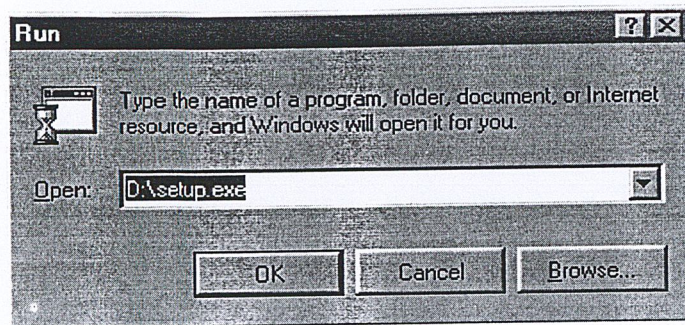 Run
Type the name of a program, folder, document, or Internet
resource, and Windows will open it for you.
Open:
D:\setup.exe
OK
Cancel
Browse...